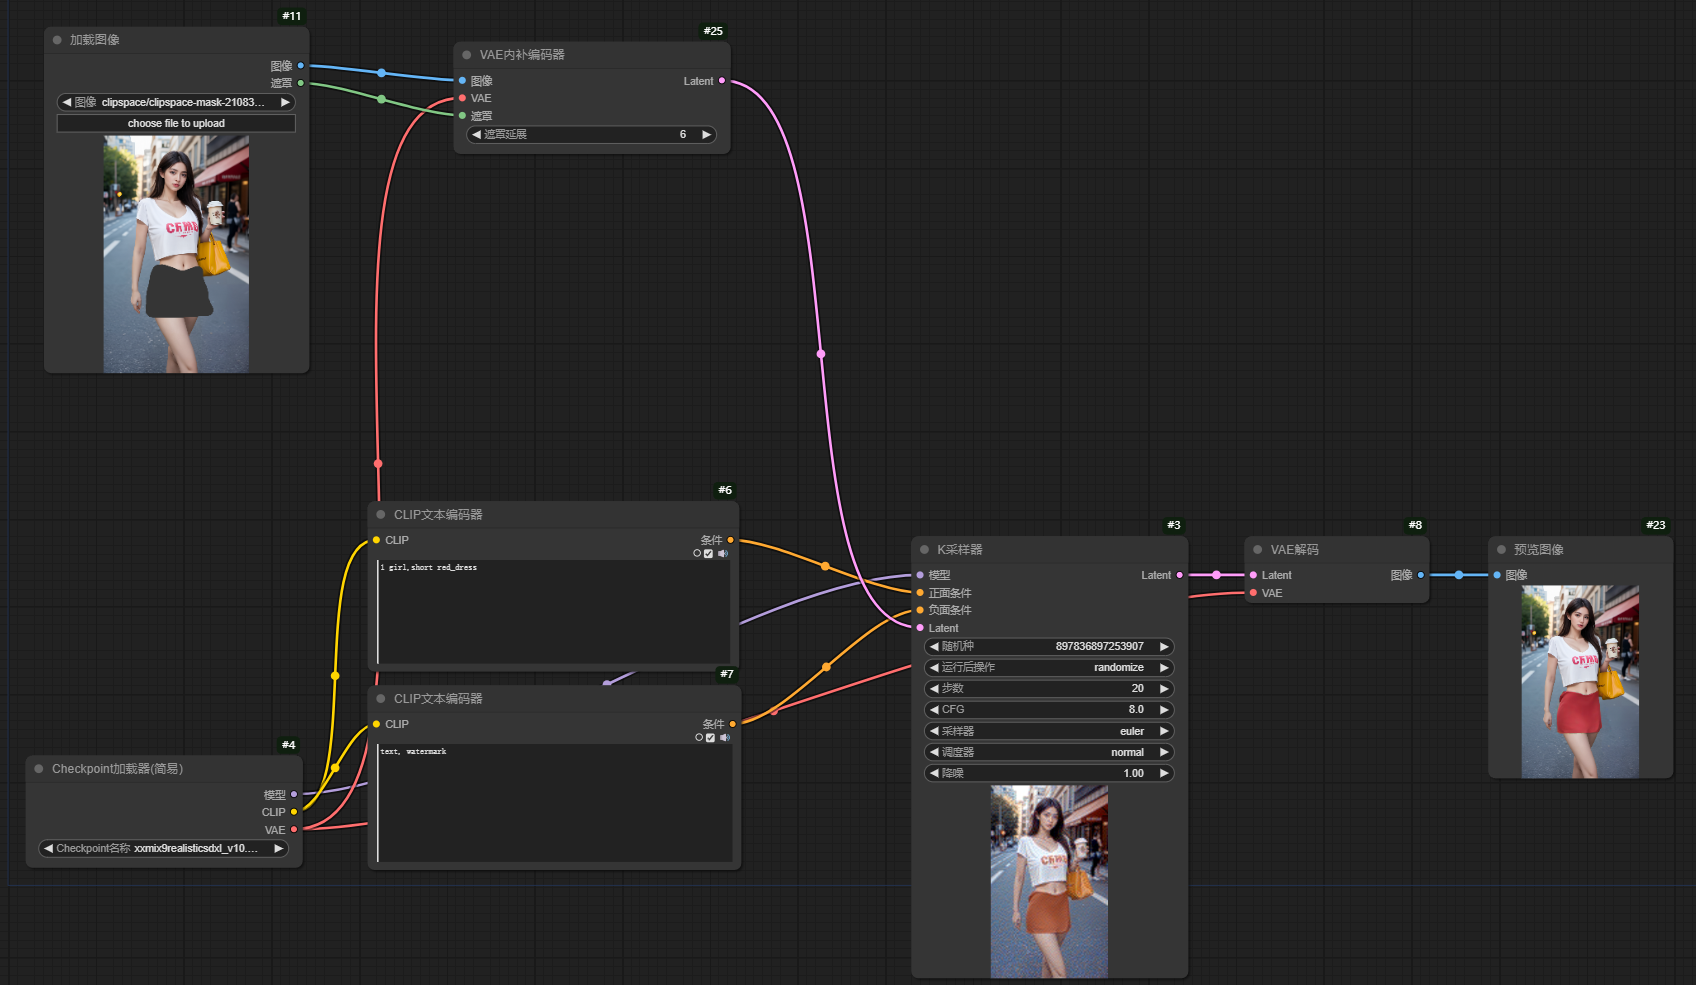 #11
加载图像
图像
遮罩
图像 clipspace/clipspace-mask-21083...
choose file to upload
#25
VAE内补编码器
图像
Latent
VAE
遮罩
遮罩延展 6
#6
CLIP文本编码器
CLIP
条件
1 girl,short red_dress
#7
CLIP文本编码器
CLIP
条件
text, watermark
#4
Checkpoint加载器(简易)
模型
CLIP
VAE
Checkpoint名称 xxmix9realisticsdxl_v10....
#3
K采样器
模型
Latent
正面条件
负面条件
Latent
随机种 897836897253907
运行后操作 randomize
步数 20
CFG 8.0
采样器 euler
调度器 normal
降噪 1.00
#8
VAE解码
Latent
图像
VAE
#23
预览图像
图像